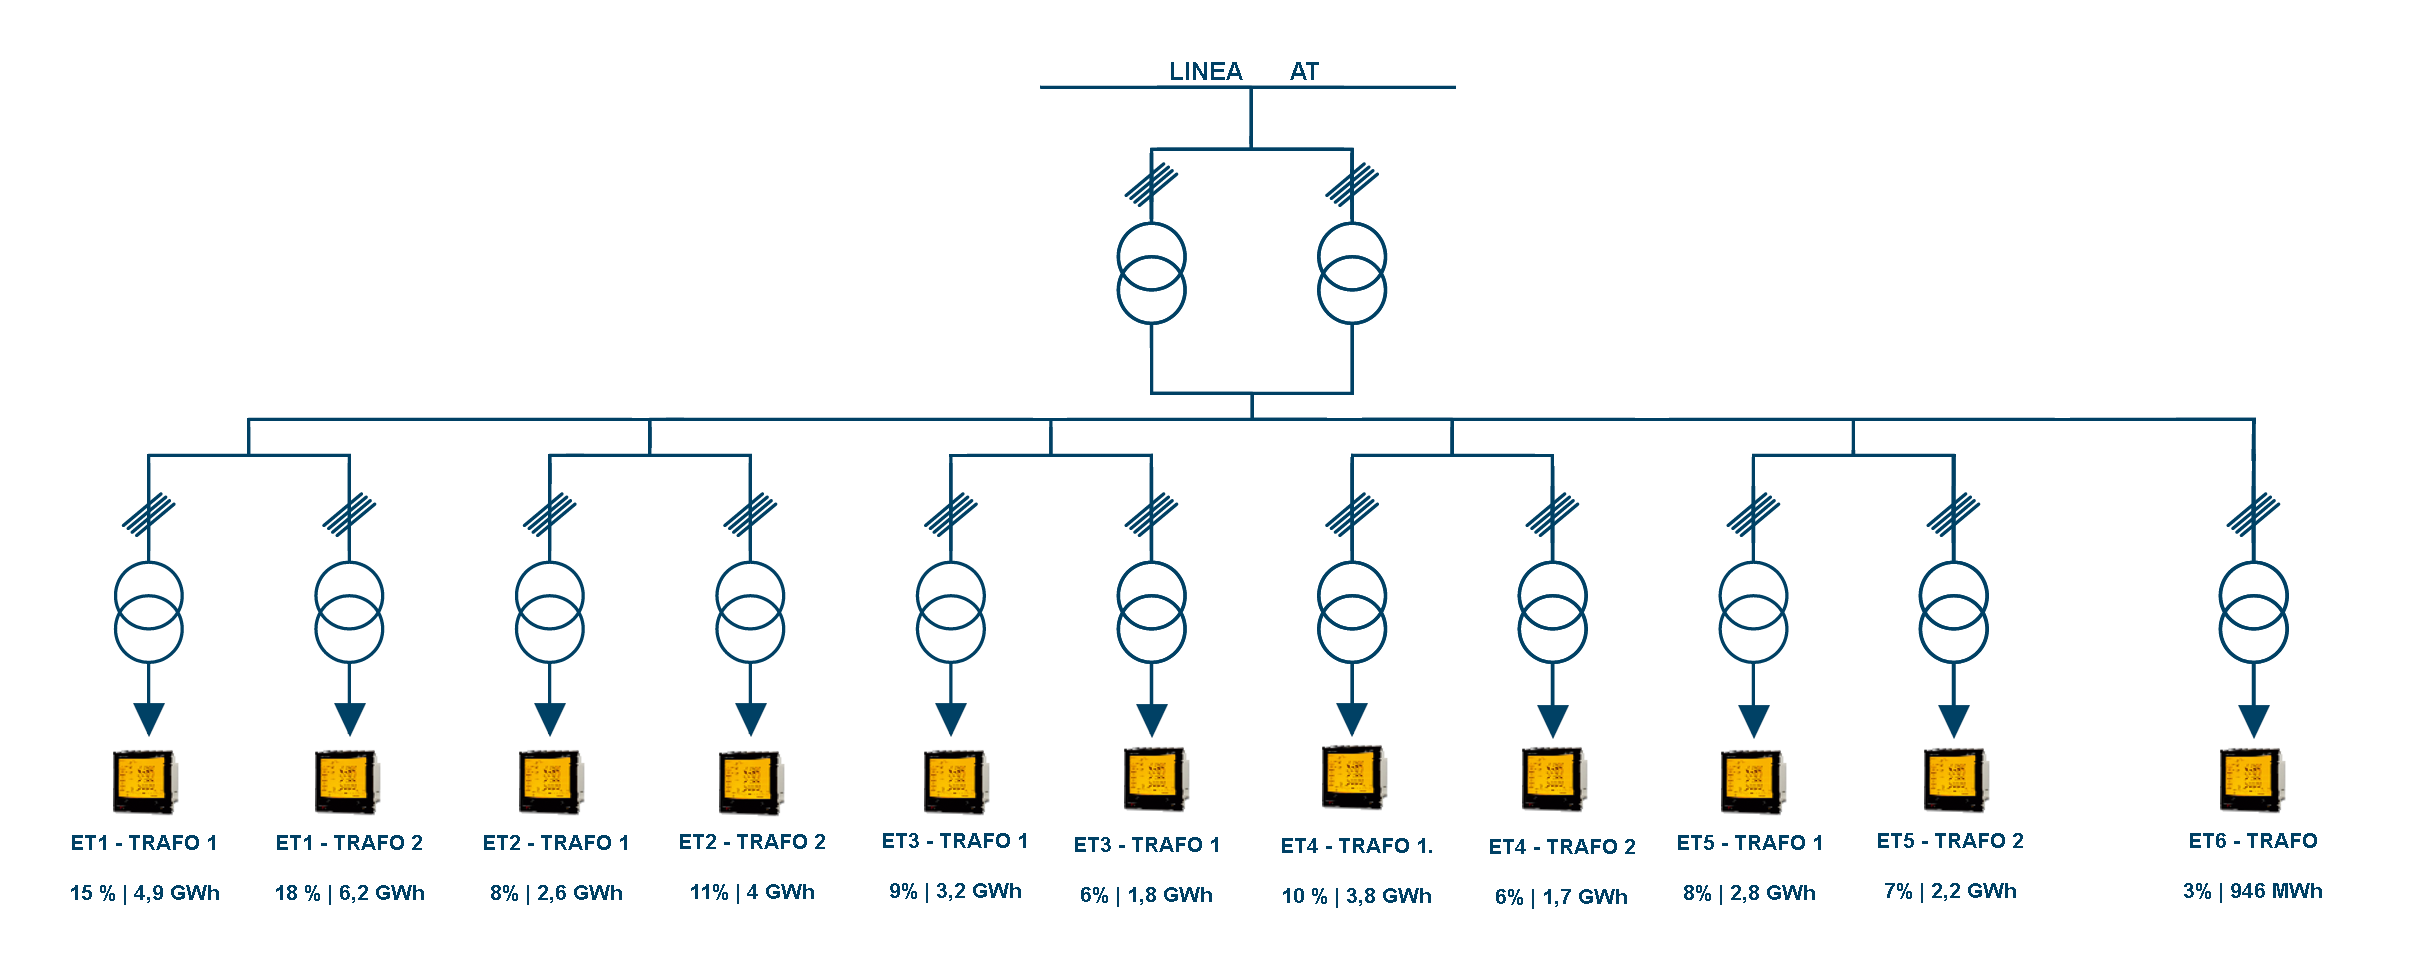 LINEA AT
ET1 - TRAFO 1
15 % | 4,9 GWh
ET1 - TRAFO 2
18 % | 6,2 GWh
ET2 - TRAFO 1
8% | 2,6 GWh
ET2 - TRAFO 2
11% | 4 GWh
ET3 - TRAFO 1
9% | 3,2 GWh
ET3 - TRAFO 1
6% | 1,8 GWh
ET4 - TRAFO 1.
10 % | 3,8 GWh
ET4 - TRAFO 2
6% | 1,7 GWh
ET5 - TRAFO 1
8% | 2,8 GWh
ET5 - TRAFO 2
7% | 2,2 GWh
ET6 - TRAFO
3% | 946 MWh